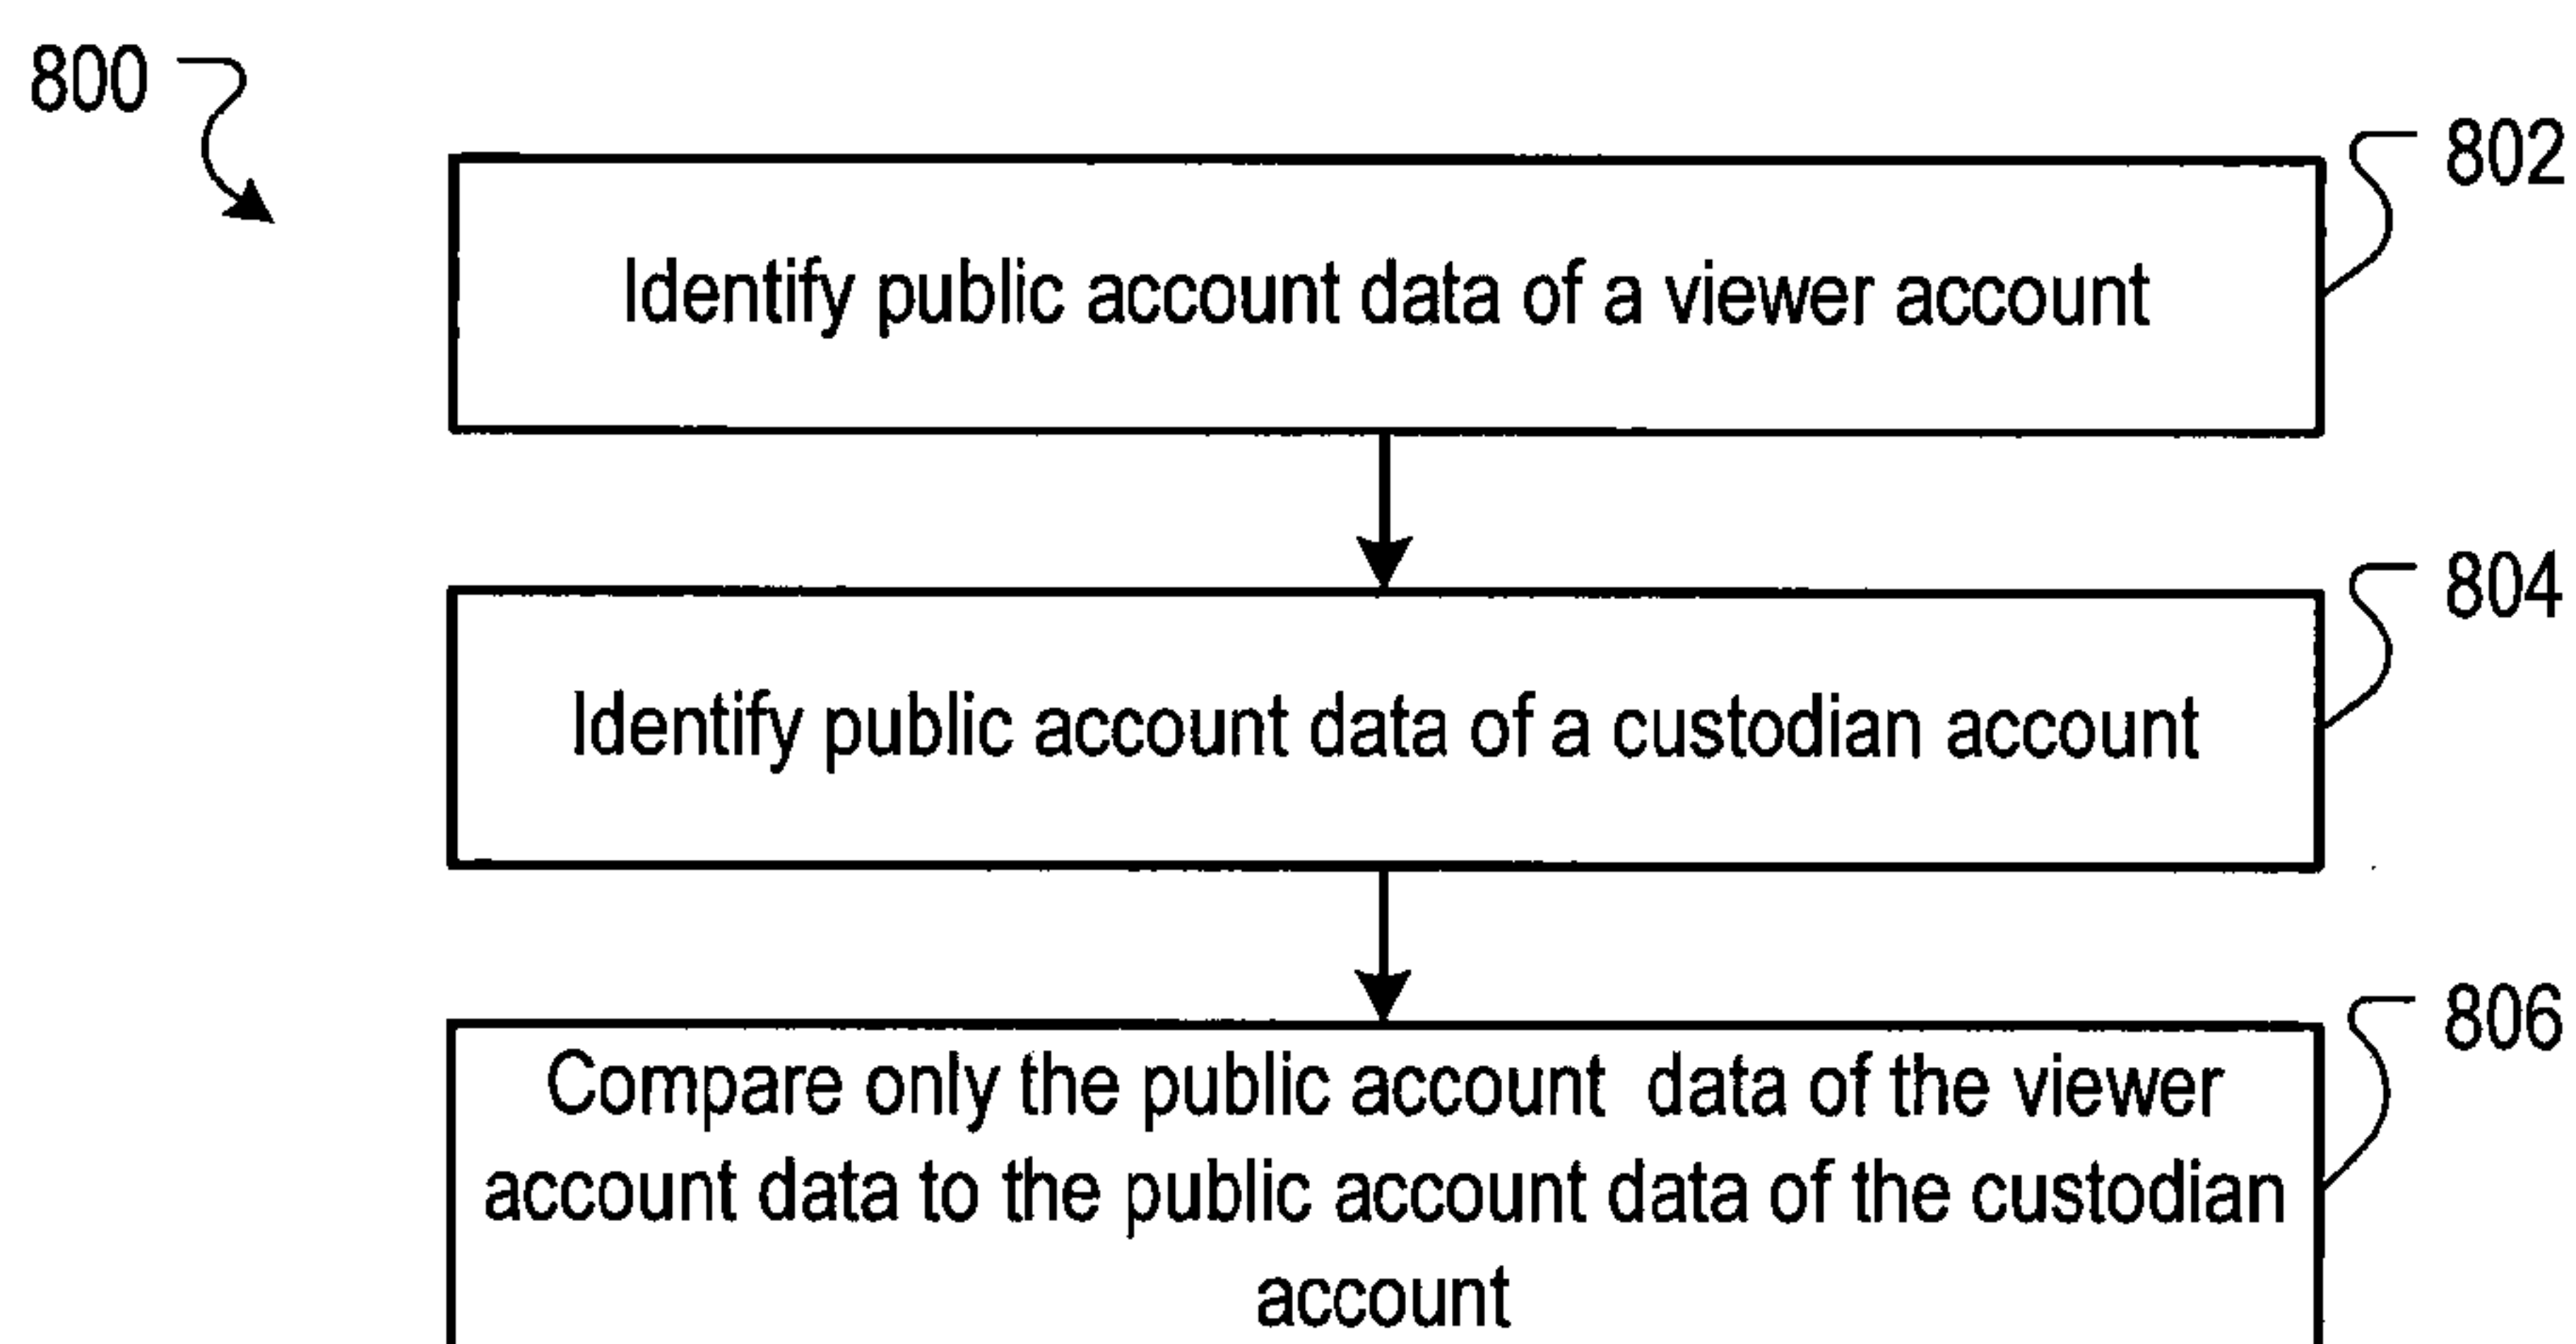 800
802
Identify public account data of a viewer account
804
Identify public account data of a custodian account
806
Compare only the public account data of the viewer
account data to the public account data of the custodian
account